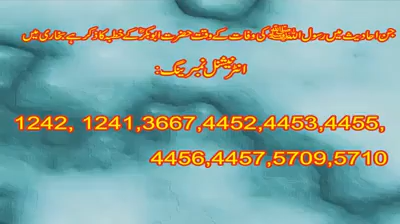 جن احادیث میں رسول اللہ ﷺ کی وفات کے وقت حضرت ابوبکرؓ کے خطبہ کا ذکر ہے بخاری میں
انٹرنیشنل نمبرینگ :
1242, 1241,3667,4452,4453,4455,
4456,4457,5709,5710